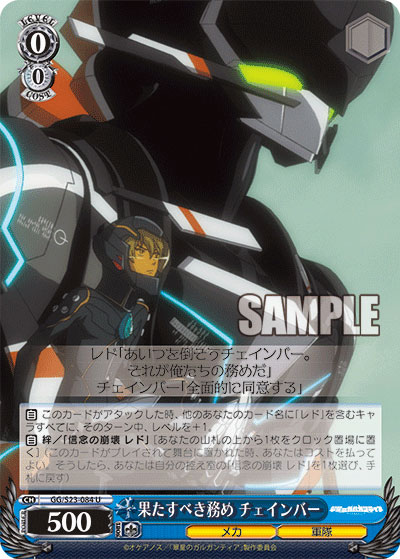 LEVEL
0
0
COST
SAMPLE
レド「あいつを倒そうチェインバー。
それが俺たちの務めだ」
チェインバー「全面的に同意する」
自 このカードがアタックした時、他のあなたのカード名に「レド」を含むキャラすべてに、そのターン中、レベルを+1。
自 絆/「信念の崩壊 レド」 [あなたの山札の上から1枚をクロック置場に置く] (このカードがプレイされて舞台に置かれた時、あなたはコストを払ってよい。そうしたら、あなたは自分の控え室の「信念の崩壊 レド」を1枚選び、手札に戻す)
CH
GG/S23-084 U
500
果たすべき務め チェインバー
メカ
軍隊
©オケアノス/「翠星のガルガンティア」製作委員会